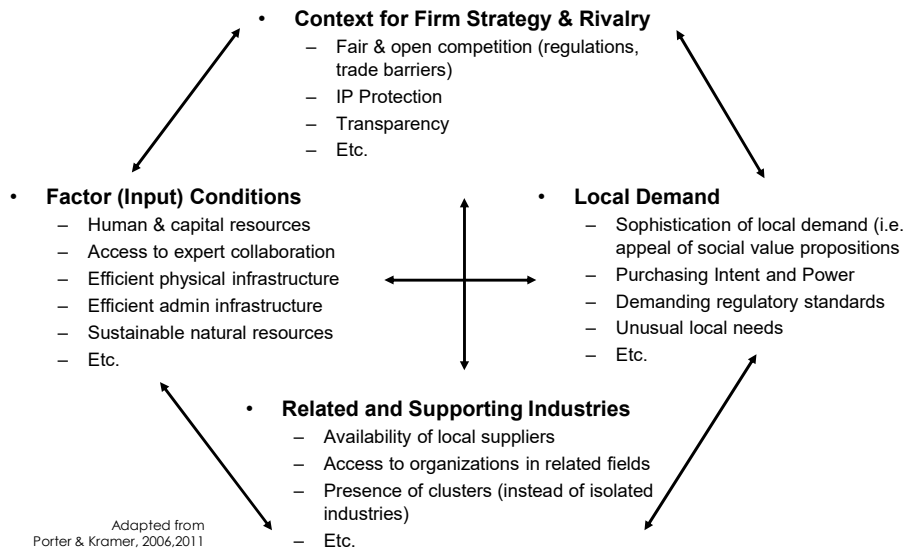 • Context for Firm Strategy & Rivalry
– Fair & open competition (regulations,
trade barriers)
– IP Protection
– Transparency
– Etc.
• Factor (Input) Conditions
– Human & capital resources
– Access to expert collaboration
– Efficient physical infrastructure
– Efficient admin infrastructure
– Sustainable natural resources
– Etc.
• Local Demand
– Sophistication of local demand (i.e.
appeal of social value propositions
– Purchasing Intent and Power
– Demanding regulatory standards
– Unusual local needs
– Etc.
• Related and Supporting Industries
– Availability of local suppliers
– Access to organizations in related fields
– Presence of clusters (instead of isolated
industries)
– Etc.
Adapted from
Porter & Kramer, 2006,2011